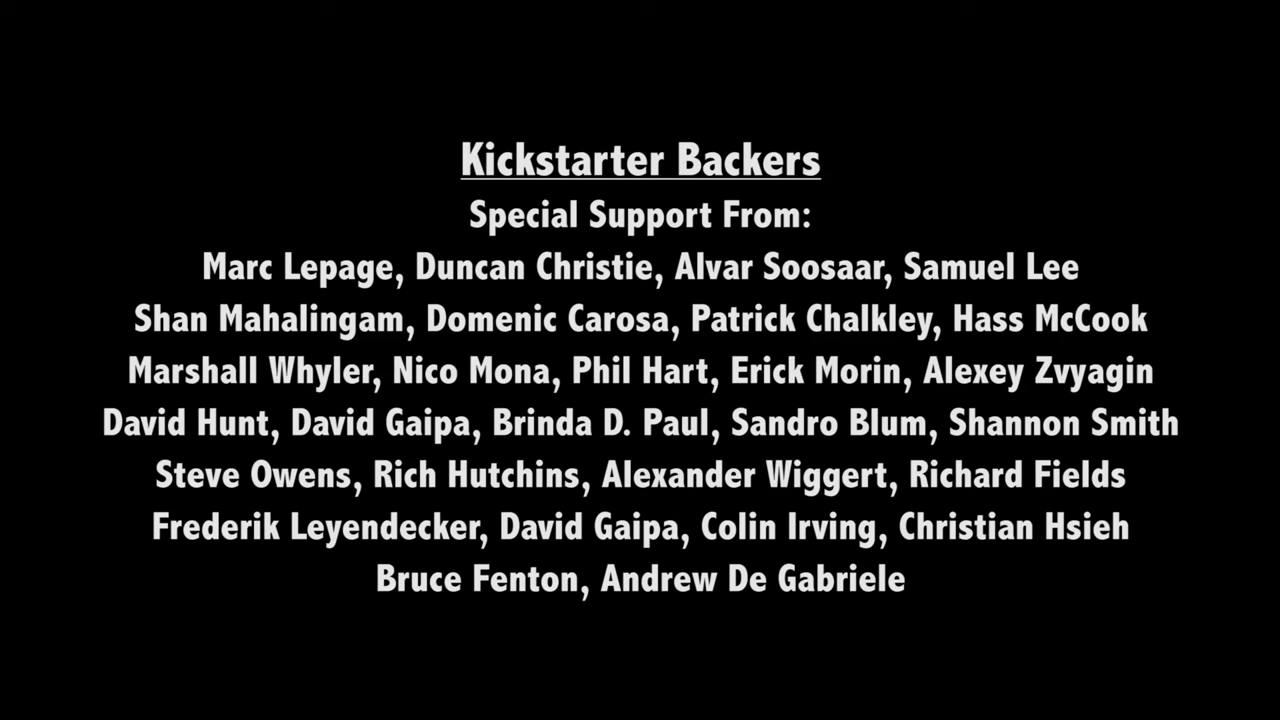 Kickstarter Backers
Special Support From:
Marc Lepage, Duncan Christie, Alvar Soosaar, Samuel Lee
Shan Mahalingam, Domenic Carosa, Patrick Chalkley, Hass McCook
Marshall Whyler, Nico Mona, Phil Hart, Erick Morin, Alexey Zvyagin
David Hunt, David Gaipa, Brinda D. Paul, Sandro Blum, Shannon Smith
Steve Owens, Rich Hutchins, Alexander Wiggert, Richard Fields
Frederik Leyendecker, David Gaipa, Colin Irving, Christian Hsieh
Bruce Fenton, Andrew De Gabriele